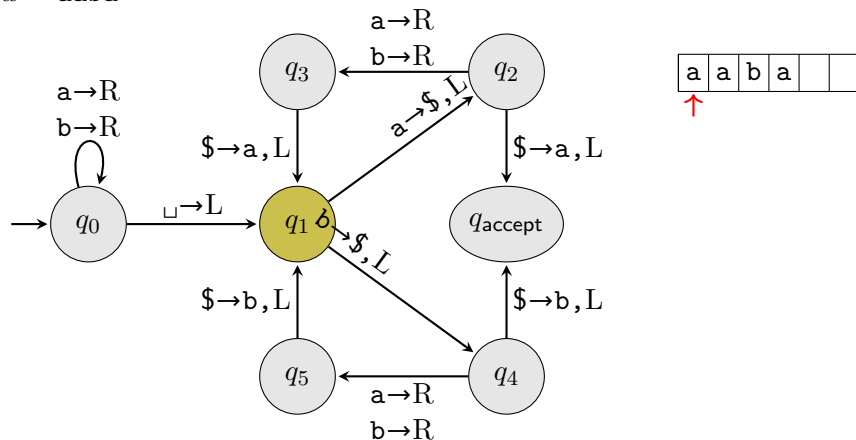 a→R
b→R
q3
q2
a a b a
a→R
b→R
$→a,L
a→$,L
$→a,L
q0
␣→L
q1
b→$,L
qaccept
$→b,L
$→b,L
q5
q4
a→R
b→R